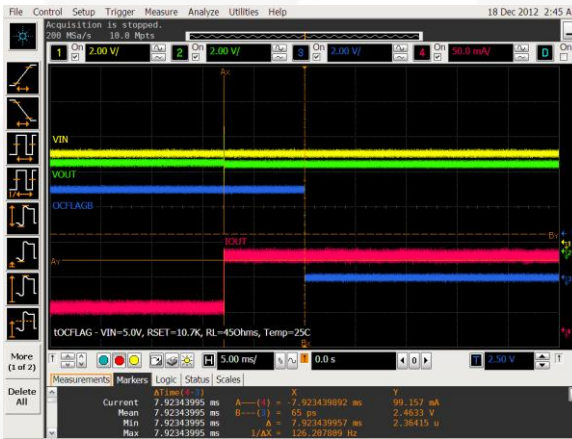 File Control Setup Trigger Measure Analyze Utilities Help 18 Dec 2012 2:45 A
Acquisition is stopped.
200 MSa/s 10.0 Mpts
1 On 2.00 V/ 2 On 2.00 V/ 3 On 2.00 V/ 4 On 50.0 mA/ D On
Ax
VIN
VOUT
OCFLAGB
By
IOUT
Ay
tOCFLAG - VIN=5.0V, RSET=10.7K, RL=45Ohms, Temp=25C
Bx
More
(1 of 2)
H 5.00 ms/ 0.0 s 0 T 2.50 V
Measurements Markers Logic Status Scales
Delete
All
ΔTime(4-3) X Y
Current 7.92343995 ms A---(4) = -7.923439892 ms 99.157 mA
Mean 7.92343995 ms B---(3) = 65 ps 2.4633 V
Min 7.92343995 ms Δ = 7.923439957 ms 2.36415 u
Max 7.92343995 ms 1/ΔX = 126.207809 Hz